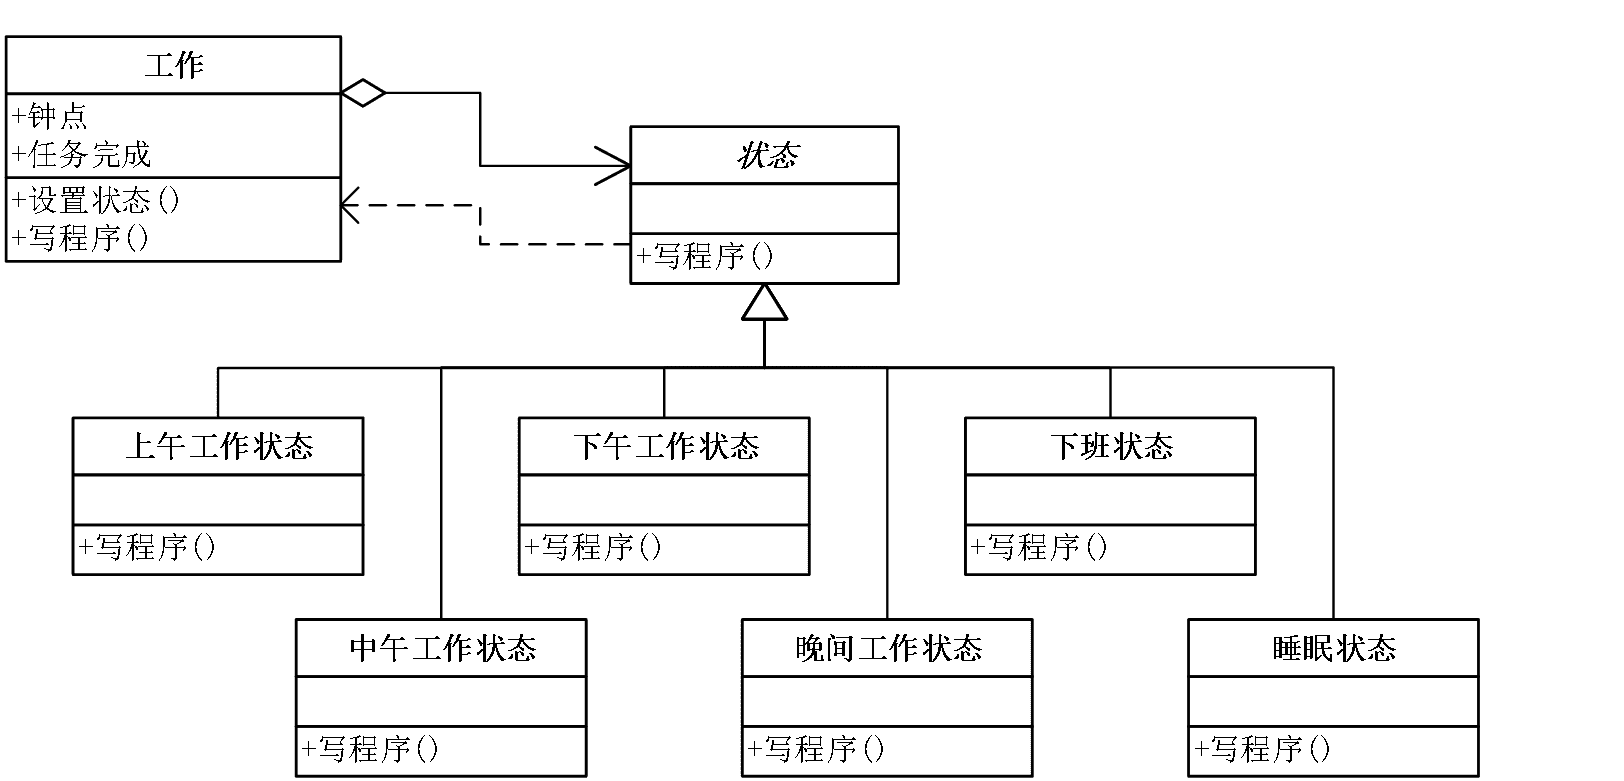 工作
+钟点
+任务完成
+设置状态()
+写程序()
状态
+写程序()
上午工作状态
+写程序()
下午工作状态
+写程序()
下班状态
+写程序()
中午工作状态
+写程序()
晚间工作状态
+写程序()
睡眠状态
+写程序()